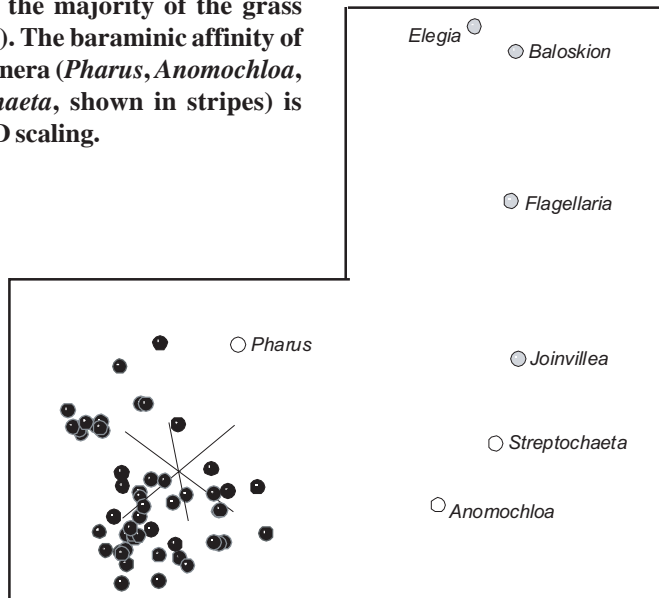 the majority of the grass
). The baraminic affinity of
nera (Pharus, Anomochloa,
haeta, shown in stripes) is
D scaling.
Elegia
Baloskion
Flagellaria
Pharus
Joinvillea
Streptochaeta
Anomochloa